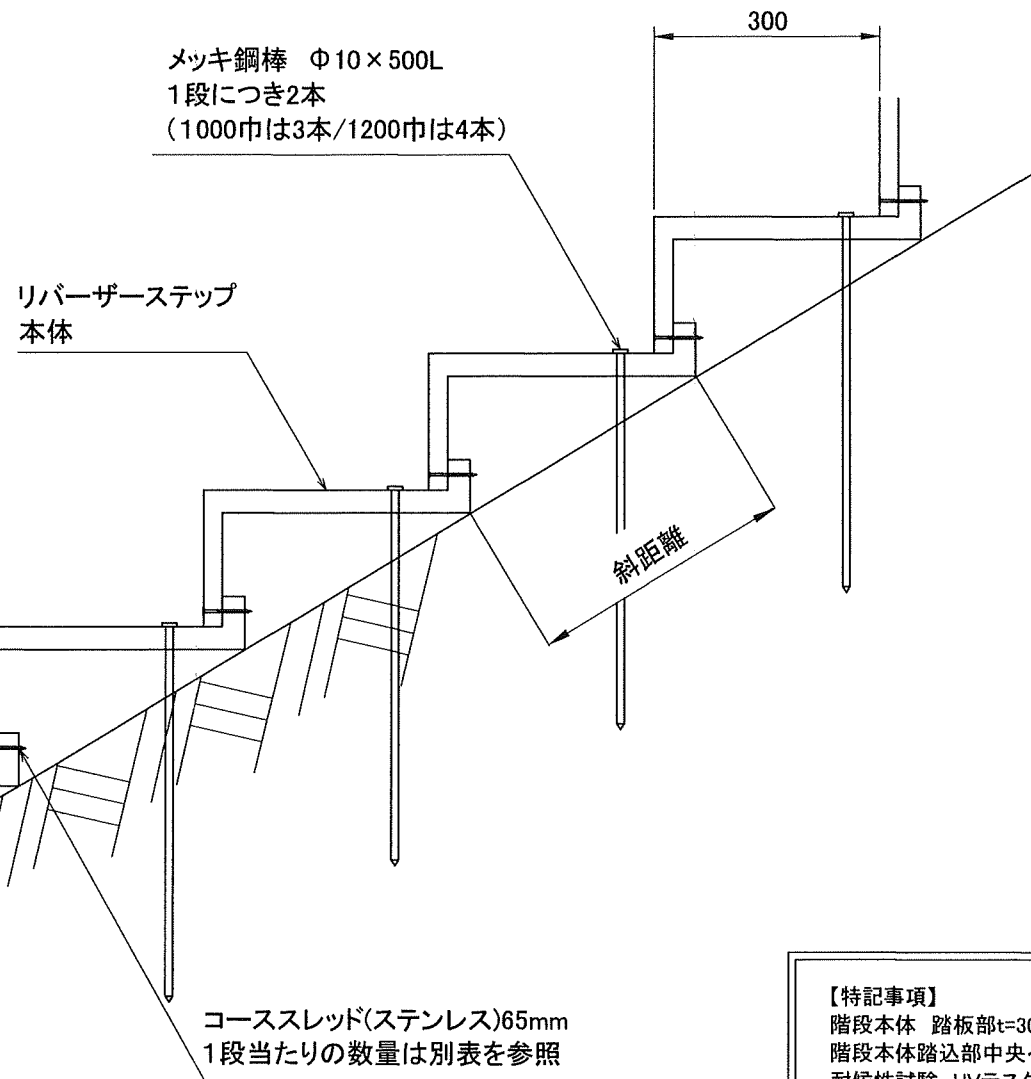 300
メッキ鋼棒 Φ10×500L
1段につき2本
(1000巾は3本/1200巾は4本)
リバーザーステップ
本体
斜距離
コーススレッド(ステンレス)65mm
1段当たりの数量は別表を参照
【特記事項】
階段本体 踏板部t=30
階段本体踏込部中央